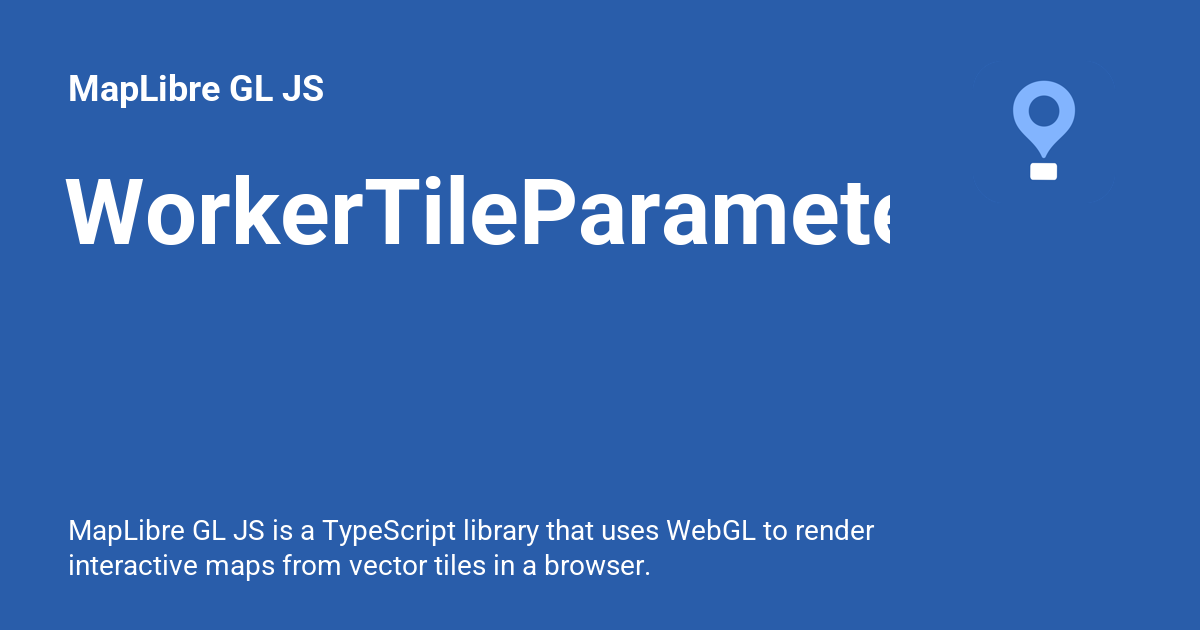 MapLibre GL JS
WorkerTileParamete
MapLibre GL JS is a TypeScript library that uses WebGL to render
interactive maps from vector tiles in a browser.